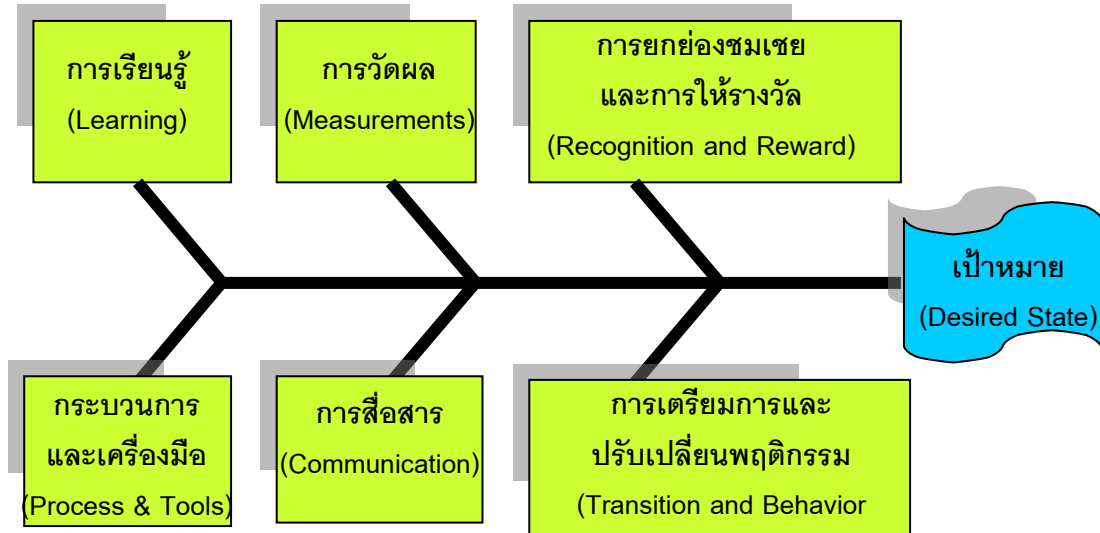 การเรียนรู้
(Learning)
การวัดผล
(Measurements)
การยกย่องชมเชย
และการให้รางวัล
(Recognition and Reward)
เป้าหมาย
(Desired State)
กระบวนการ
และเครื่องมือ
(Process & Tools)
การสื่อสาร
(Communication)
การเตรียมการและ
ปรับเปลี่ยนพฤติกรรม
(Transition and Behavior